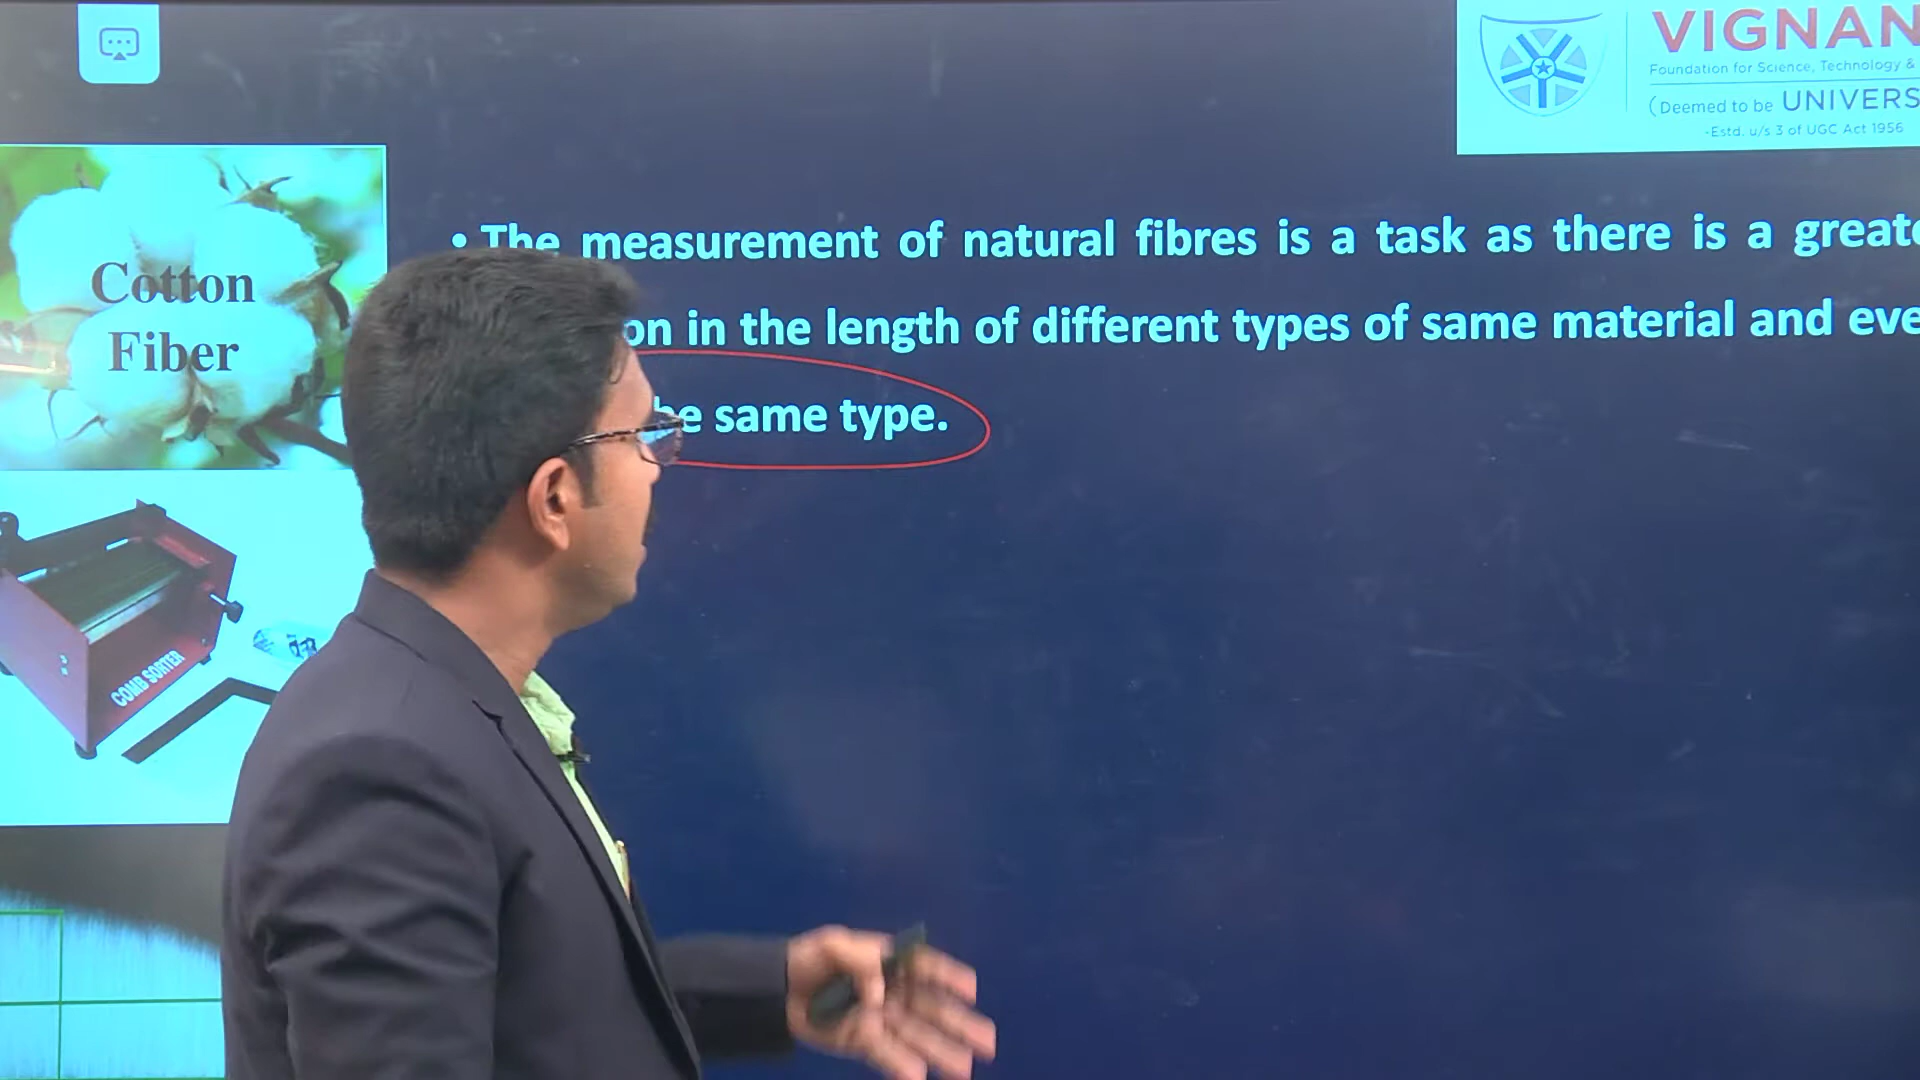 VIGNAN
Foundation for Science, Technology &
(Deemed to be UNIVERS
-Estd. u/s 3 of UGC Act 1956
Cotton
Fiber
• The measurement of natural fibres is a task as there is a greate
on in the length of different types of same material and eve
he same type.
COMB SORTER